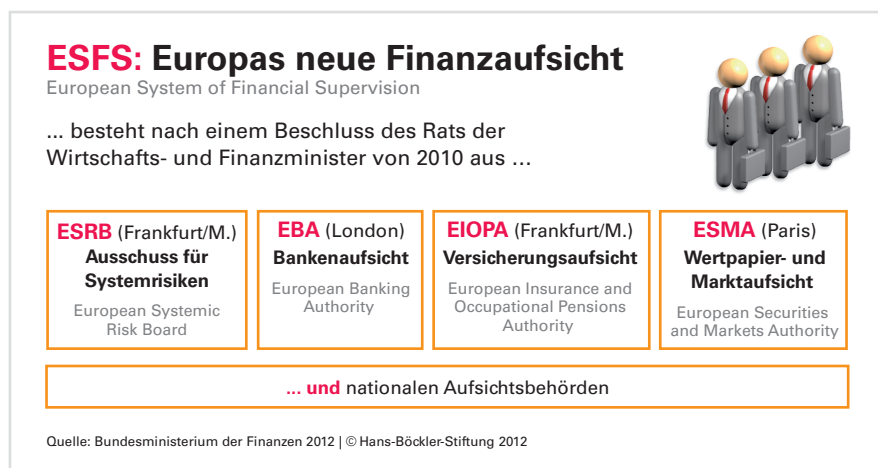 ESFS: Europas neue Finanzaufsicht
European System of Financial Supervision
... besteht nach einem Beschluss des Rats der
Wirtschafts- und Finanzminister von 2010 aus ...
ESRB (Frankfurt/M.)
Ausschuss für
Systemrisiken
European Systemic
Risk Board
EBA (London)
Bankenaufsicht
European Banking
Authority
EIOPA (Frankfurt/M.)
Versicherungsaufsicht
European Insurance and
Occupational Pensions
Authority
ESMA (Paris)
Wertpapier- und
Marktaufsicht
European Securities
and Markets Authority
... und nationalen Aufsichtsbehörden
Quelle: Bundesministerium der Finanzen 2012 | © Hans-Böckler-Stiftung 2012